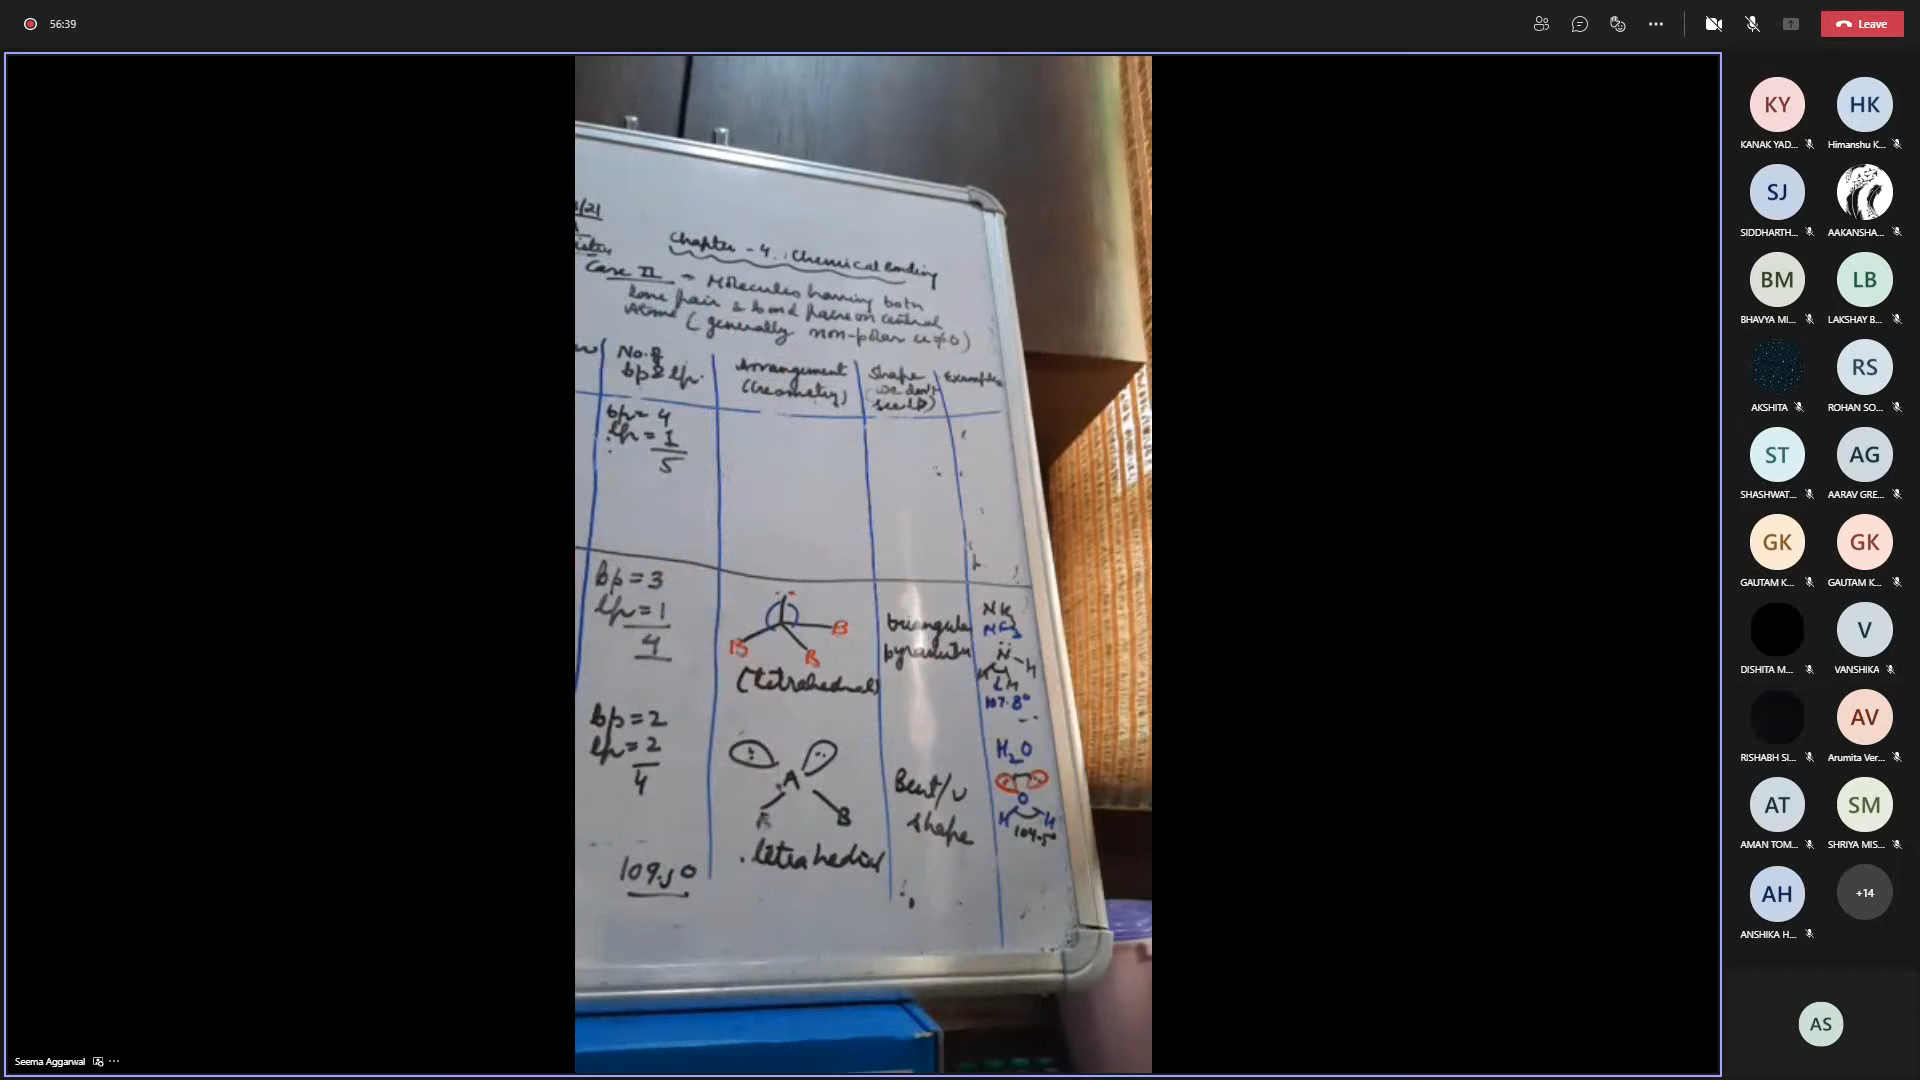 56:39
Leave
Chapter - 4. Chemical Bonding
Case II - Molecules having both
lone pair & bond pairs on central
Atoms (generally non-polar u ≠ 0)
No. of
bp & lp.
Arrangement
(Geometry)
Shape
(we don't
see lp)
Examples
bp = 4
lp = 1
5
bp = 3
lp = 1
4
B
B
B
(tetrahedral)
triangular
NF3
N
H
H
H
107.8°
bp = 2
lp = 2
4
A
B
tetrahedral
Bent/v
shape
H2O
O
H
H
104.5°
109.5°
KY
KANAK YAD...
HK
Himanshu K...
SJ
SIDDHARTH...
AAKANSHA...
BM
BHAVYA MI...
LB
LAKSHAY B...
AKSHITA
RS
ROHAN SO...
ST
SHASHWAT...
AG
AARAV GRE...
GK
GAUTAM K...
GK
GAUTAM K...
DISHITA M...
V
VANSHIKA
RISHABH SI...
AV
Arumita Ver...
AT
AMAN TOM...
SM
SHRIYA MIS...
AH
ANSHIKA H...
+14
AS
Seema Aggarwal